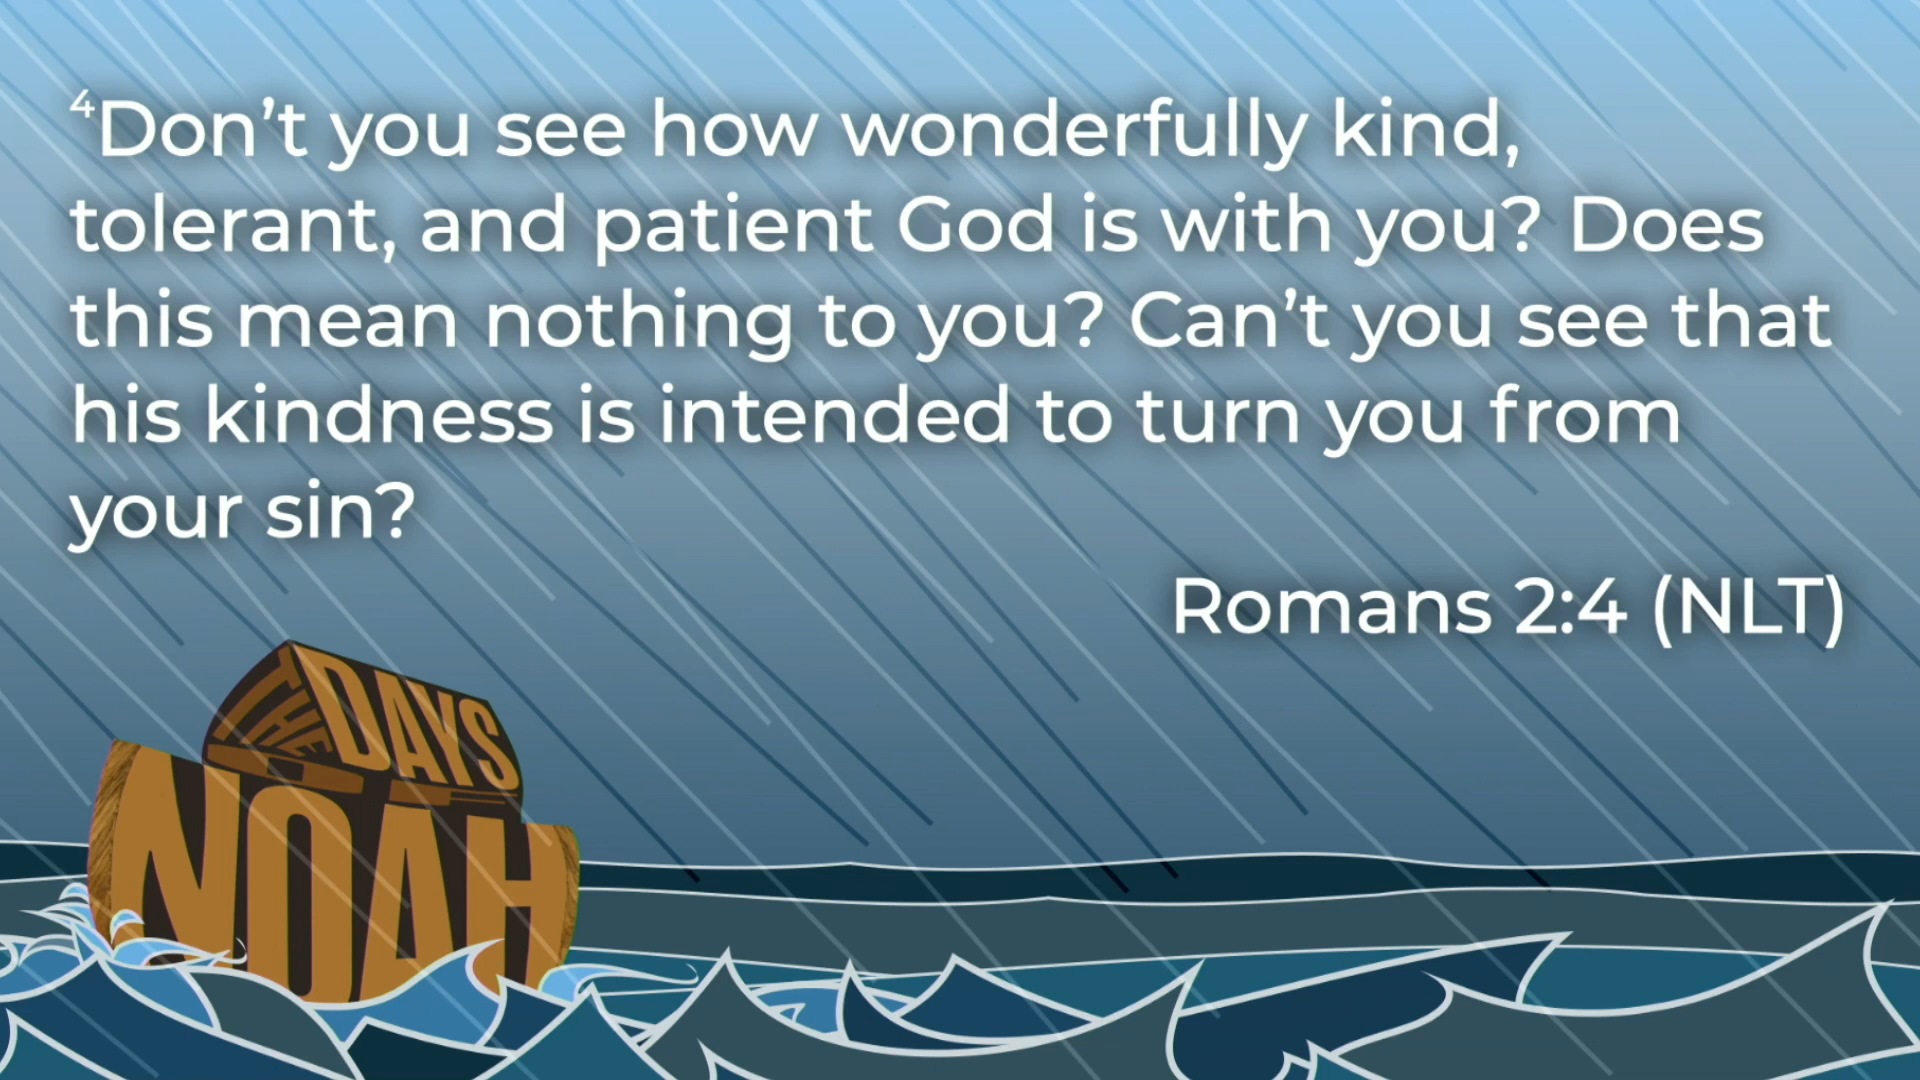 ⁴Don’t you see how wonderfully kind,
tolerant, and patient God is with you? Does
this mean nothing to you? Can’t you see that
his kindness is intended to turn you from
your sin?
Romans 2:4 (NLT)
THE DAYS
NOAH